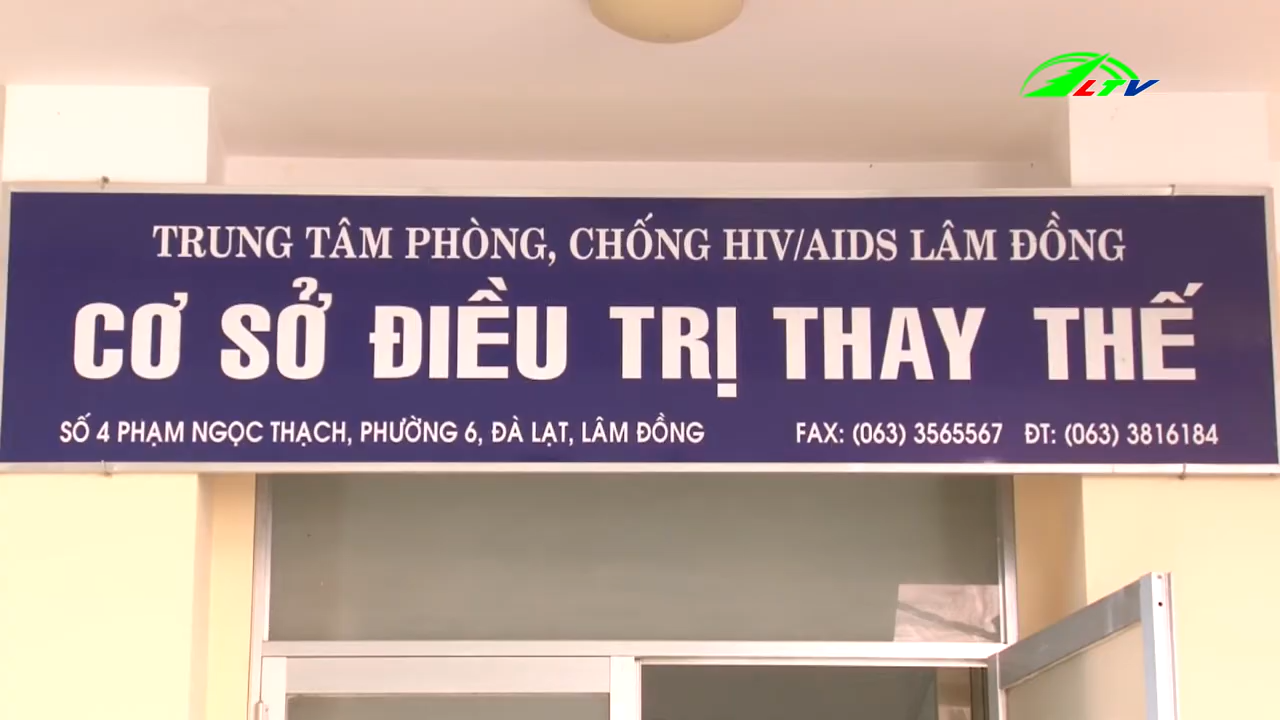 LTV
TRUNG TÂM PHÒNG, CHỐNG HIV/AIDS LÂM ĐỒNG
CƠ SỞ ĐIỀU TRỊ THAY THẾ
SỐ 4 PHẠM NGỌC THẠCH, PHƯỜNG 6, ĐÀ LẠT, LÂM ĐỒNG FAX: (063) 3565567 ĐT: (063) 3816184